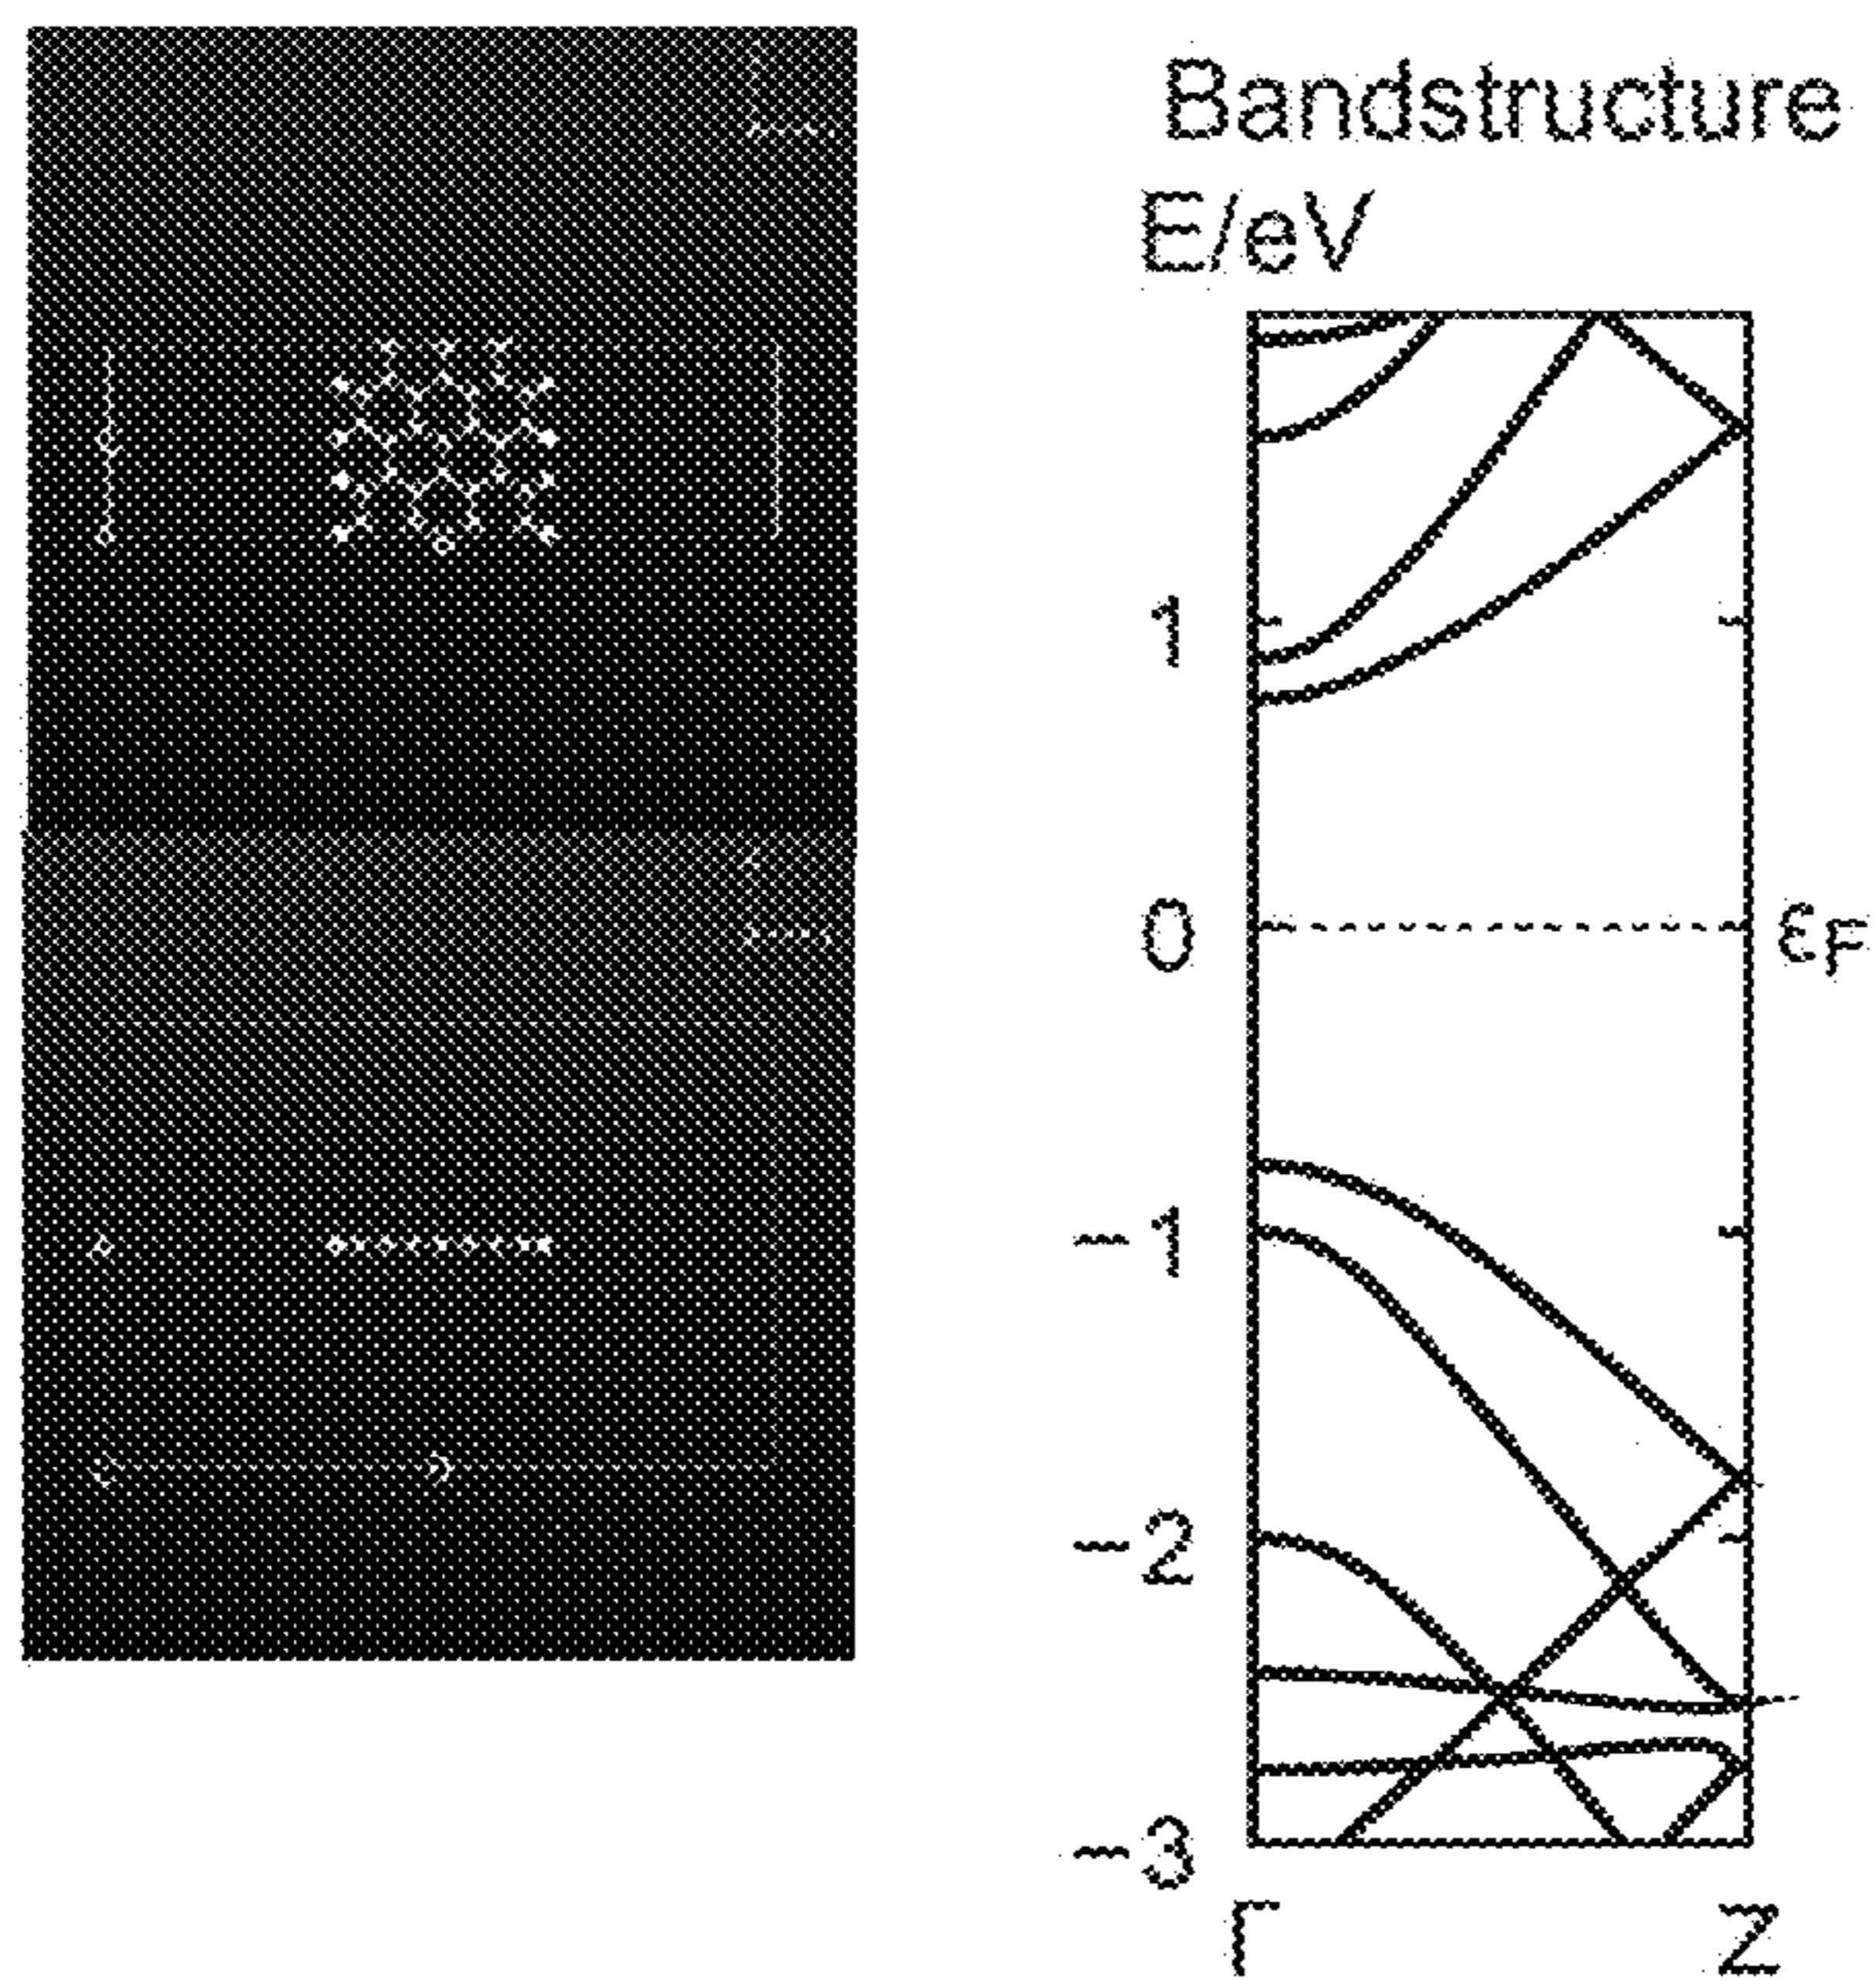 Bandstructure
E/eV
1
0
εF
-1
-2
-3
Γ
Z